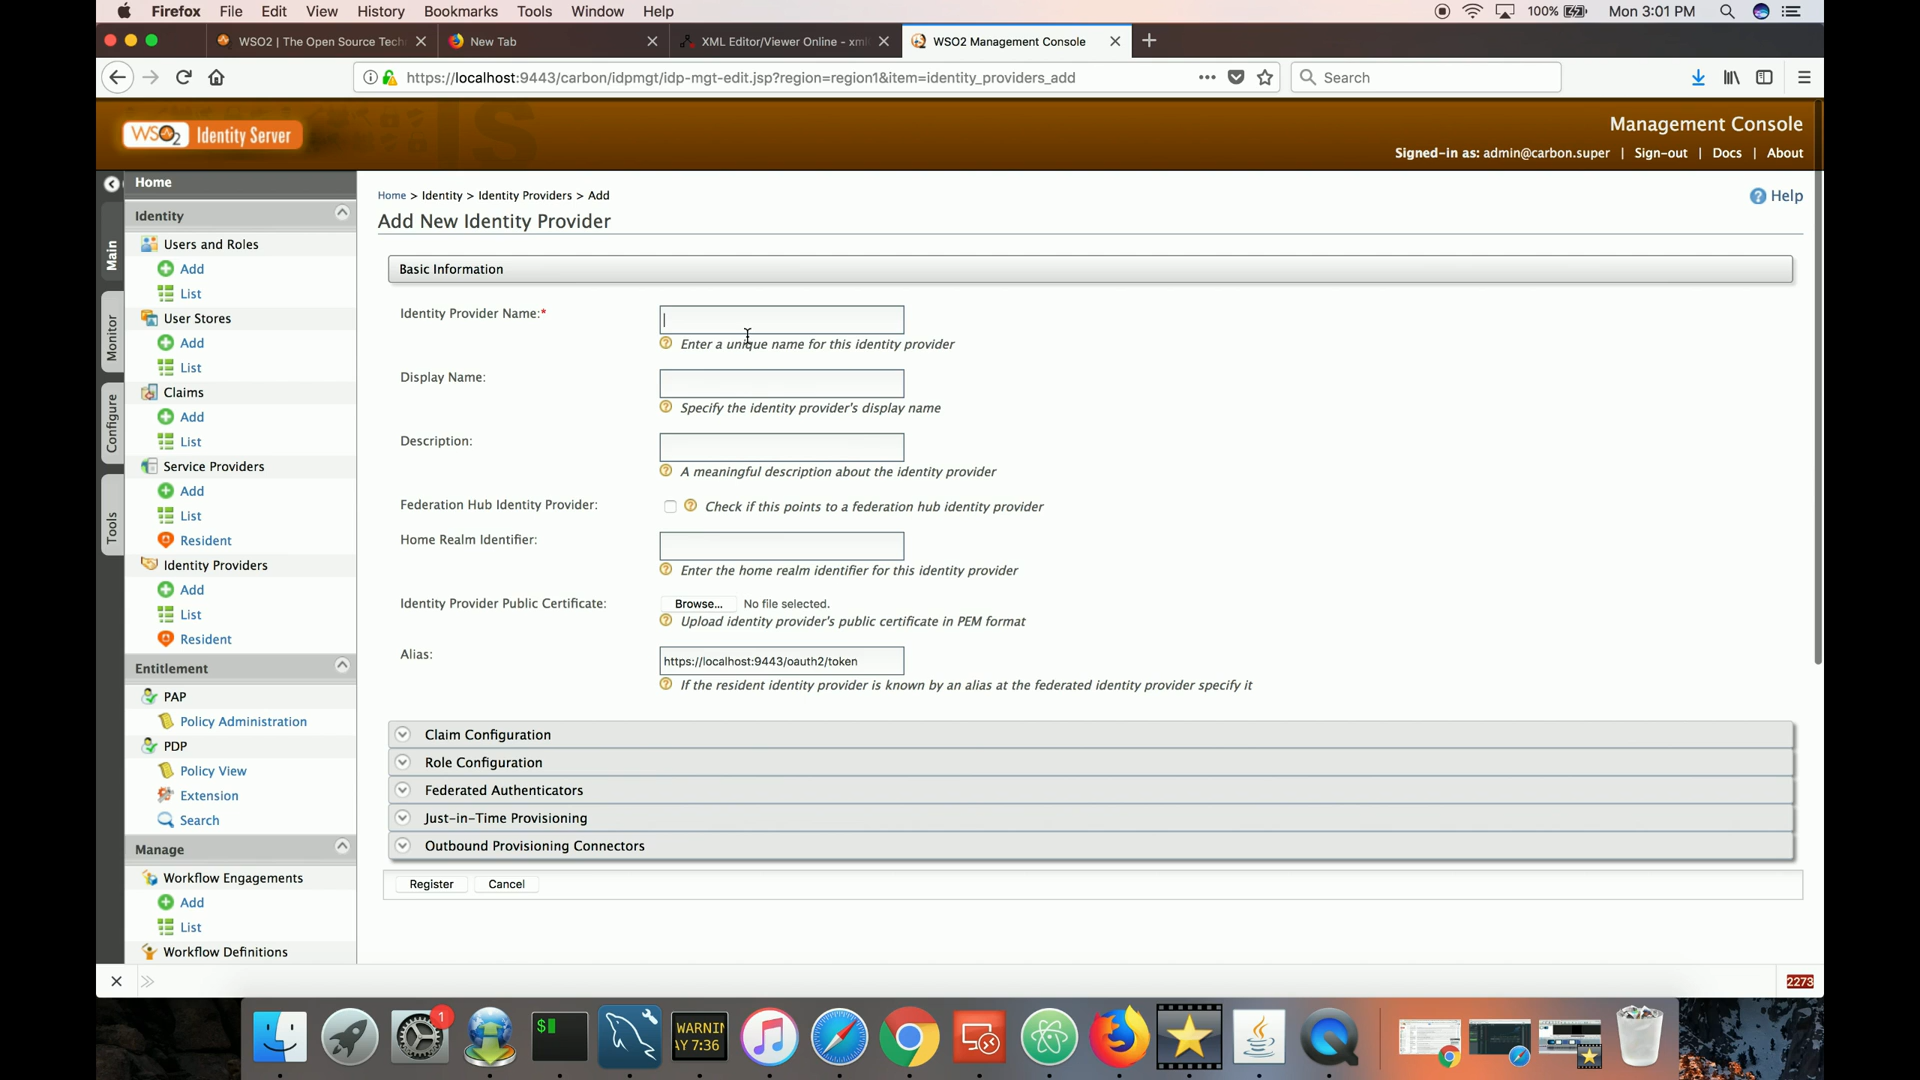 Firefox File Edit View History Bookmarks Tools Window Help 100% Mon 3:01 PM
WSO2 | The Open Source Tech New Tab XML Editor/Viewer Online - xml WSO2 Management Console
https://localhost:9443/carbon/idpmgt/idp-mgt-edit.jsp?region=region1&item=identity_providers_add Search
WSO2 Identity Server
Management Console
Signed-in as: admin@carbon.super | Sign-out | Docs | About
Main
Monitor
Configure
Tools
Home
Identity
Users and Roles
Add
List
User Stores
Add
List
Claims
Add
List
Service Providers
Add
List
Resident
Identity Providers
Add
List
Resident
Entitlement
PAP
Policy Administration
PDP
Policy View
Extension
Search
Manage
Workflow Engagements
Add
List
Workflow Definitions
Home > Identity > Identity Providers > Add
Help
Add New Identity Provider
Basic Information
Identity Provider Name:*
Enter a unique name for this identity provider
Display Name:
Specify the identity provider's display name
Description:
A meaningful description about the identity provider
Federation Hub Identity Provider: Check if this points to a federation hub identity provider
Home Realm Identifier:
Enter the home realm identifier for this identity provider
Identity Provider Public Certificate: Browse... No file selected.
Upload identity provider's public certificate in PEM format
Alias: https://localhost:9443/oauth2/token
If the resident identity provider is known by an alias at the federated identity provider specify it
Claim Configuration
Role Configuration
Federated Authenticators
Just-in-Time Provisioning
Outbound Provisioning Connectors
Register Cancel
2273
1
$
WARNIN
AY 7:36